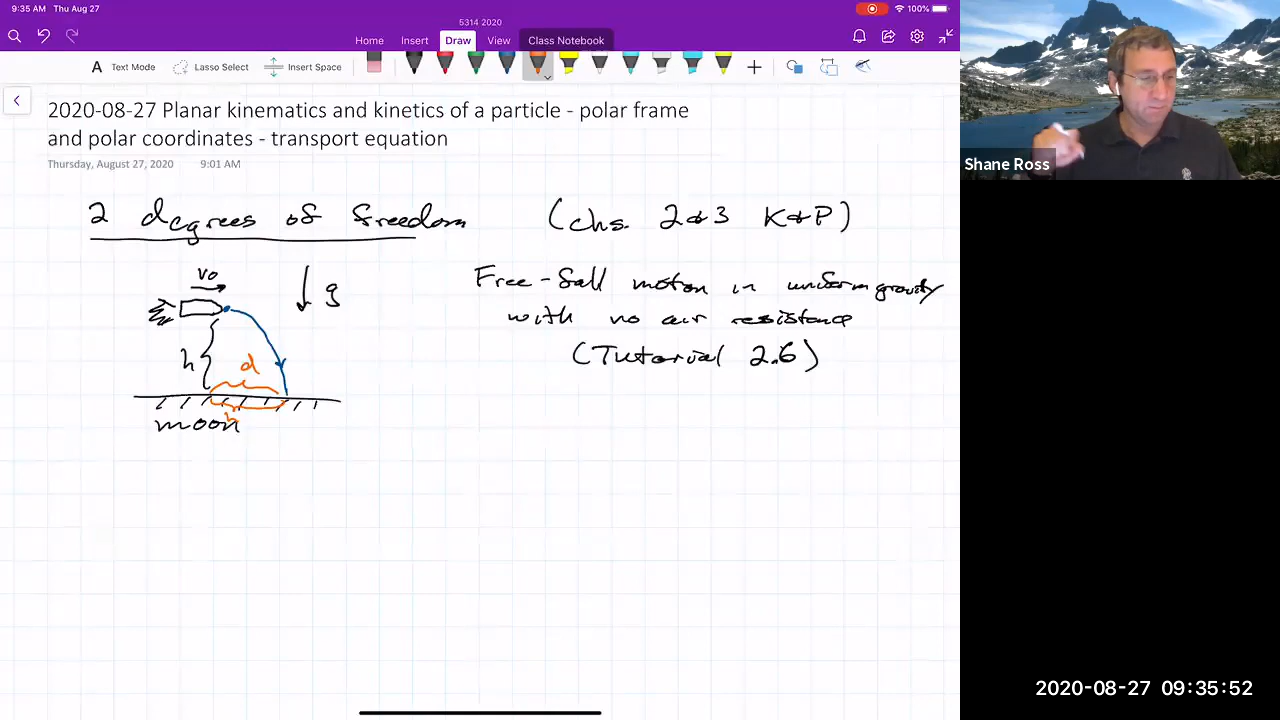 9:35 AM Thu Aug 27
100%
5314 2020
Home Insert Draw View Class Notebook
A Text Mode Lasso Select Insert Space
2020-08-27 Planar kinematics and kinetics of a particle - polar frame
and polar coordinates - transport equation
Thursday, August 27, 2020 9:01 AM
Shane Ross
2 degrees of freedom (chs. 2+3 K+P)
v0
g
Free-fall motion in uniform gravity
with no air resistance
(Tutorial 2.6)
h
d
moon
2020-08-27 09:35:52